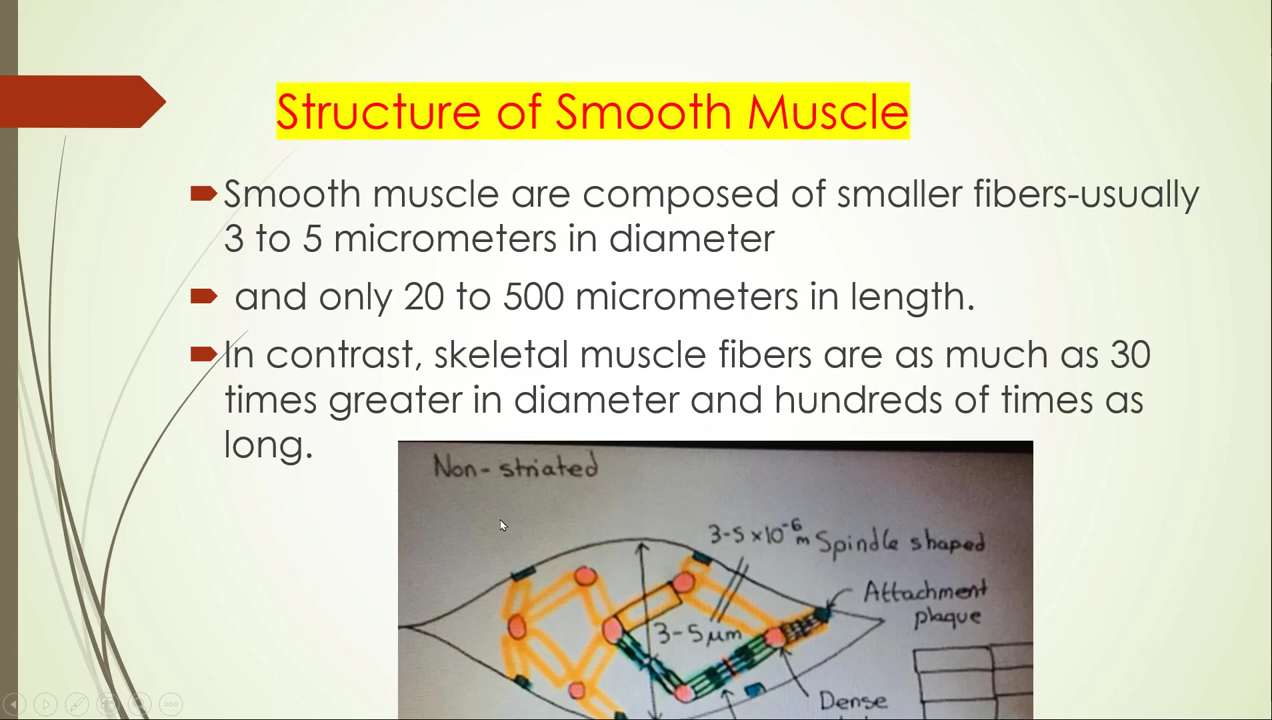 Structure of Smooth Muscle
Smooth muscle are composed of smaller fibers-usually
3 to 5 micrometers in diameter
and only 20 to 500 micrometers in length.
In contrast, skeletal muscle fibers are as much as 30
times greater in diameter and hundreds of times as
long.
Non-striated
3-5 x10⁻⁶ m Spindle shaped
Attachment
plaque
3-5μm
Dense